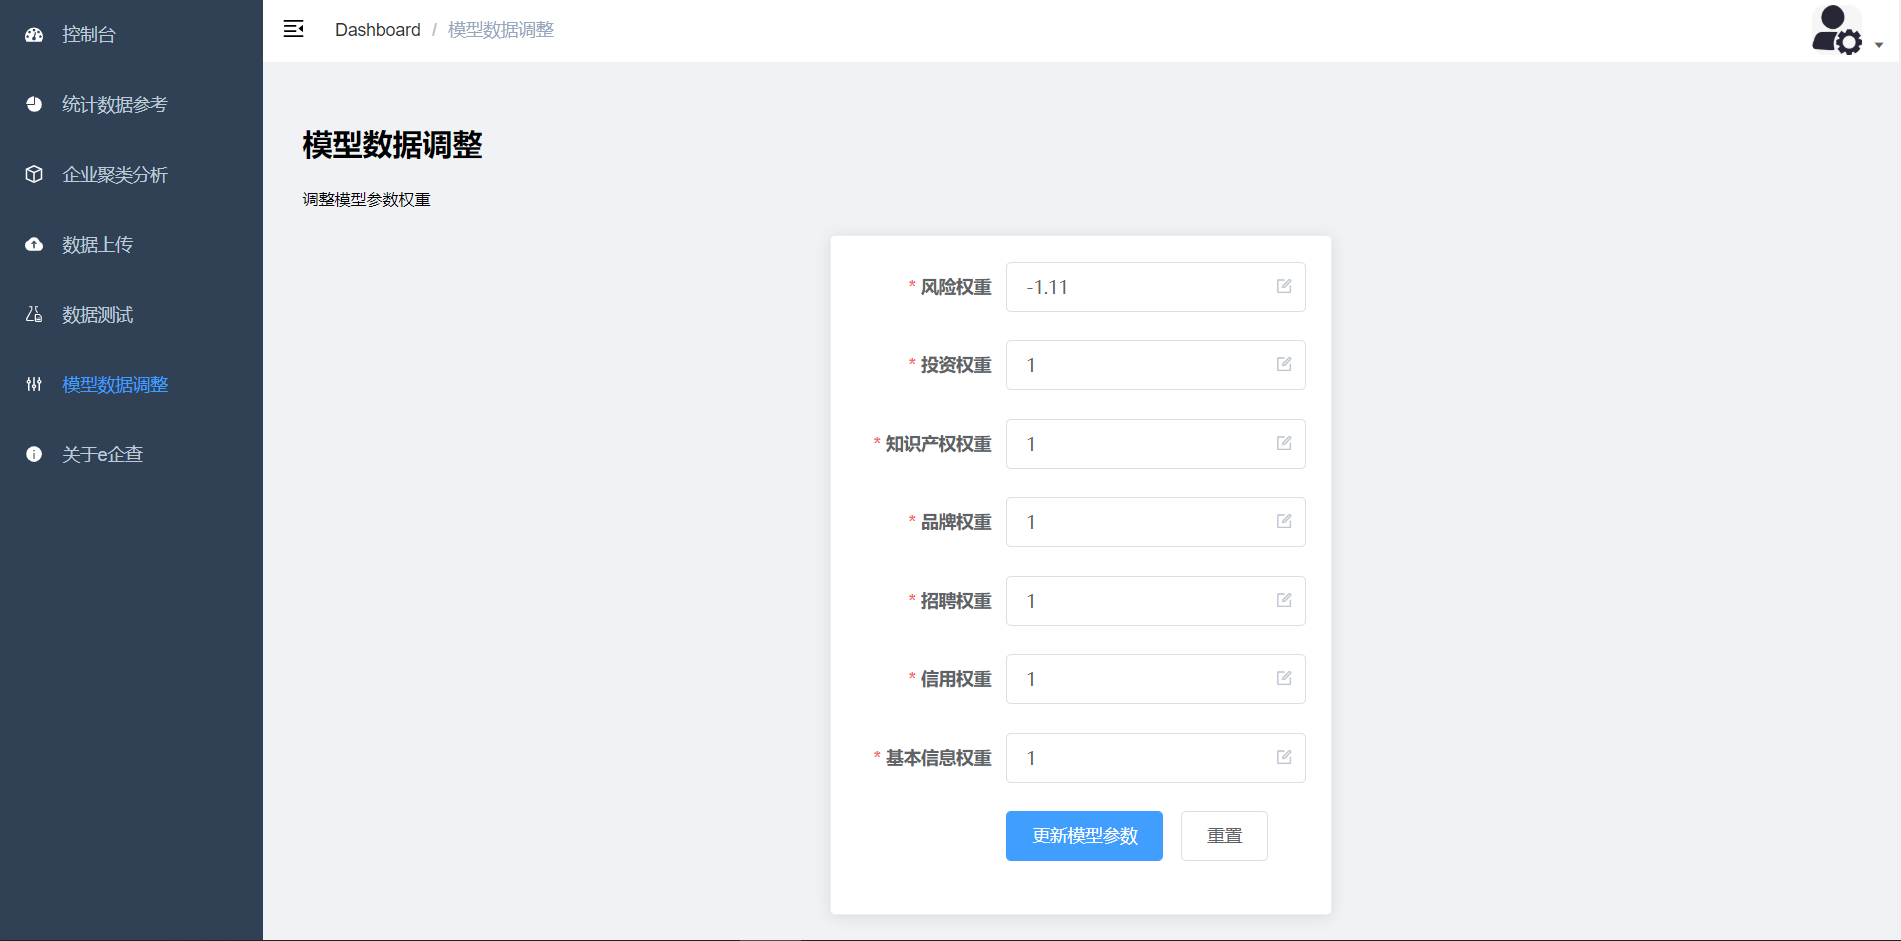 控制台
统计数据参考
企业聚类分析
数据上传
数据测试
模型数据调整
关于e企查
Dashboard / 模型数据调整
模型数据调整
调整模型参数权重
* 风险权重 -1.11
* 投资权重 1
* 知识产权权重 1
* 品牌权重 1
* 招聘权重 1
* 信用权重 1
* 基本信息权重 1
更新模型参数 重置